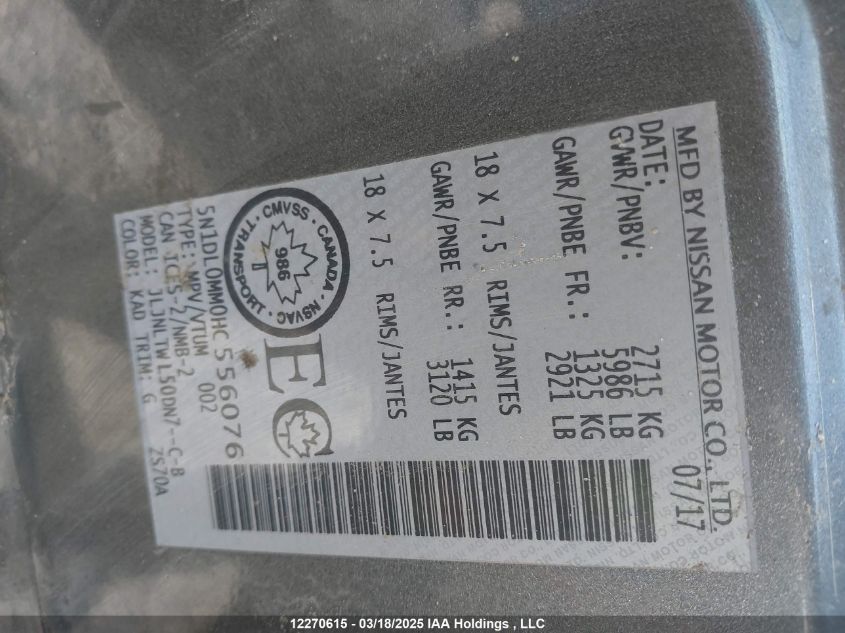 MFD BY NISSAN MOTOR CO., LTD.
DATE: 07/17
GVWR/PNBV: 2715 KG
5986 LB
GAWR/PNBE FR.: 1325 KG
2921 LB
18 X 7.5 RIMS/JANTES
GAWR/PNBE RR.: 1415 KG
3120 LB
18 X 7.5 RIMS/JANTES
CMVSS · CANADA · NSVAC · TRANSPORT ·
986
EC
5N1DL0MM0HC556076
TYPE: MPV/VTUM 002
CAN ICES-2/NMB-2
MODEL: JLJNLTWL50DN7--C-B
COLOR: KAD TRIM: G 2S70A
12270615 - 03/18/2025 IAA Holdings , LLC